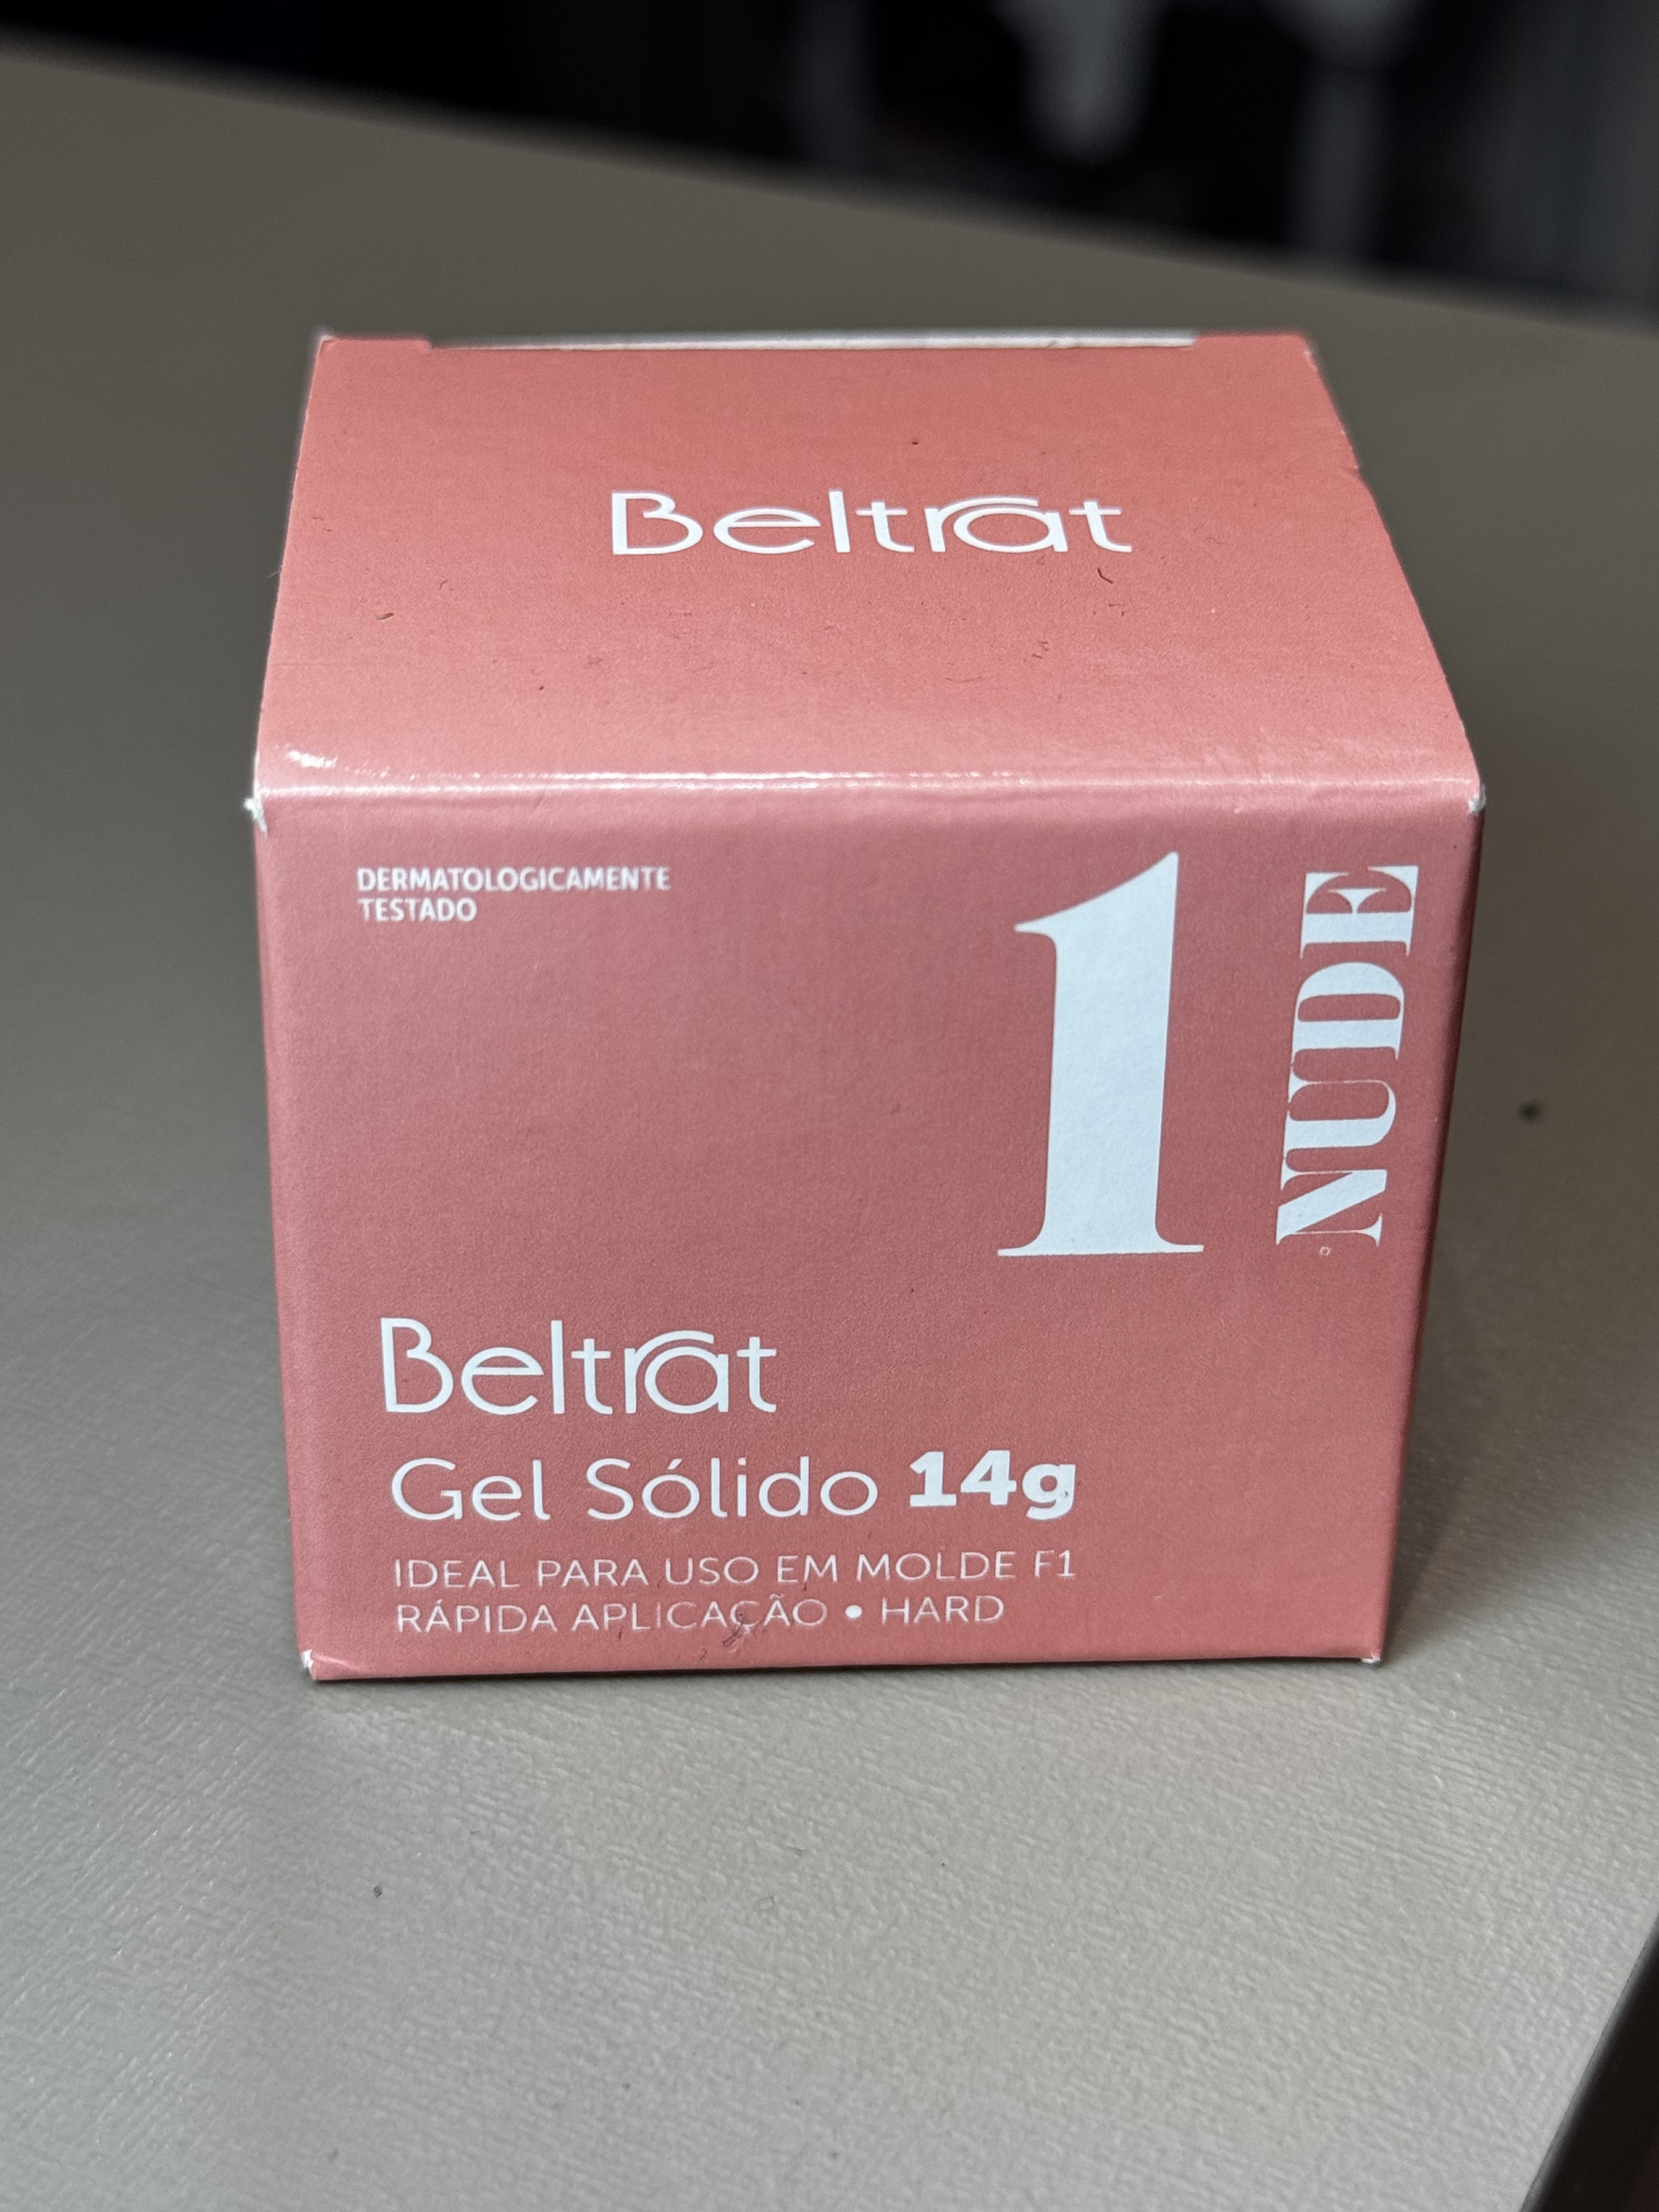 Beltrat
DERMATOLOGICAMENTE
TESTADO
1
NUDE
Beltrat
Gel Sólido 14g
IDEAL PARA USO EM MOLDE F1
RÁPIDA APLICAÇÃO • HARD